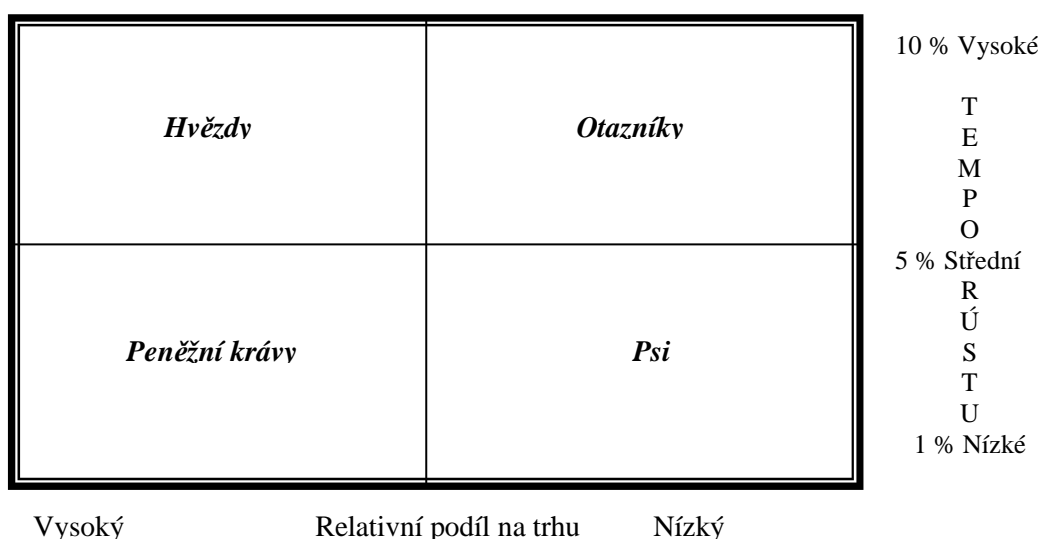 10 % Vysoké
Hvězdy Otazníky
T
E
M
P
O
5 % Střední
R
Ú
S
T
U
Peněžní krávy Psi
1 % Nízké
Vysoký Relativní podíl na trhu Nízký